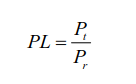 PL = P_t / P_r